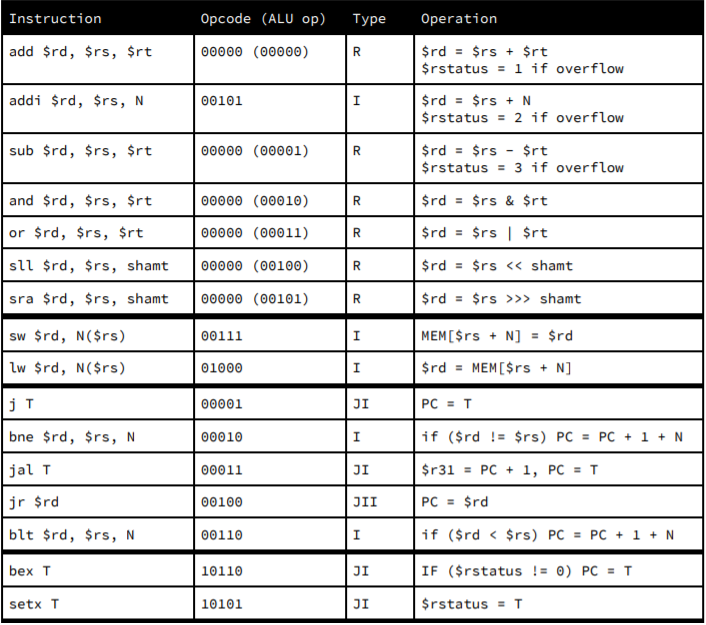 Instruction Opcode (ALU op) Type Operation
add $rd, $rs, $rt 00000 (00000) R $rd = $rs + $rt
$rstatus = 1 if overflow
addi $rd, $rs, N 00101 I $rd = $rs + N
$rstatus = 2 if overflow
sub $rd, $rs, $rt 00000 (00001) R $rd = $rs - $rt
$rstatus = 3 if overflow
and $rd, $rs, $rt 00000 (00010) R $rd = $rs & $rt
or $rd, $rs, $rt 00000 (00011) R $rd = $rs | $rt
sll $rd, $rs, shamt 00000 (00100) R $rd = $rs << shamt
sra $rd, $rs, shamt 00000 (00101) R $rd = $rs >>> shamt
sw $rd, N($rs) 00111 I MEM[$rs + N] = $rd
lw $rd, N($rs) 01000 I $rd = MEM[$rs + N]
j T 00001 JI PC = T
bne $rd, $rs, N 00010 I if ($rd != $rs) PC = PC + 1 + N
jal T 00011 JI $r31 = PC + 1, PC = T
jr $rd 00100 JII PC = $rd
blt $rd, $rs, N 00110 I if ($rd < $rs) PC = PC + 1 + N
bex T 10110 JI IF ($rstatus != 0) PC = T
setx T 10101 JI $rstatus = T